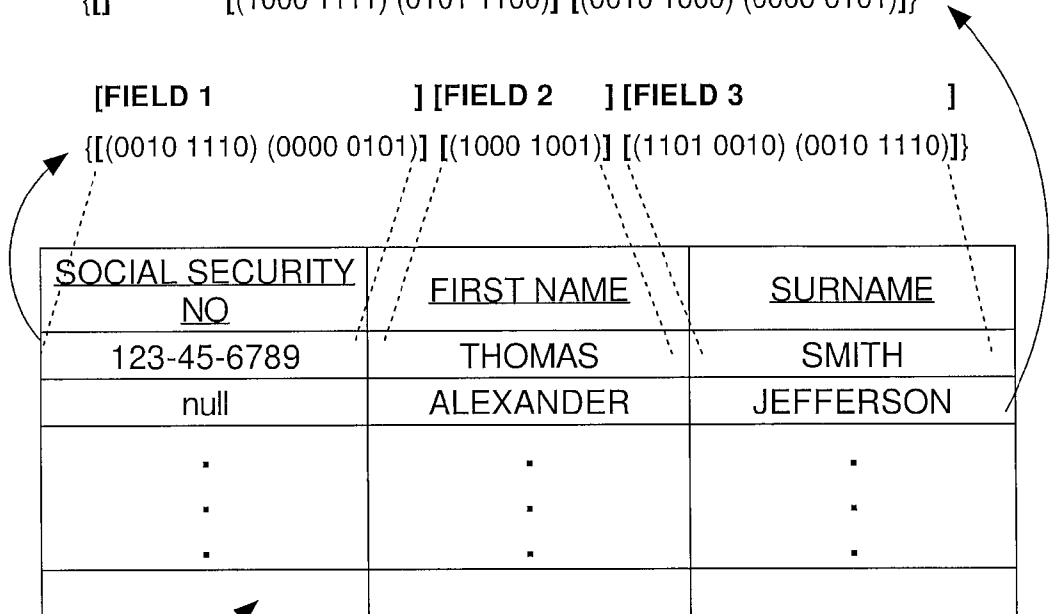 {[] [(1000 1111) (0101 1100)] [(0010 1000) (0000 0101)]}
[FIELD 1 ] [FIELD 2 ] [FIELD 3 ]
{[(0010 1110) (0000 0101)] [(1000 1001)] [(1101 0010) (0010 1110)]}
SOCIAL SECURITY
NO
FIRST NAME
SURNAME
123-45-6789 THOMAS SMITH
null ALEXANDER JEFFERSON